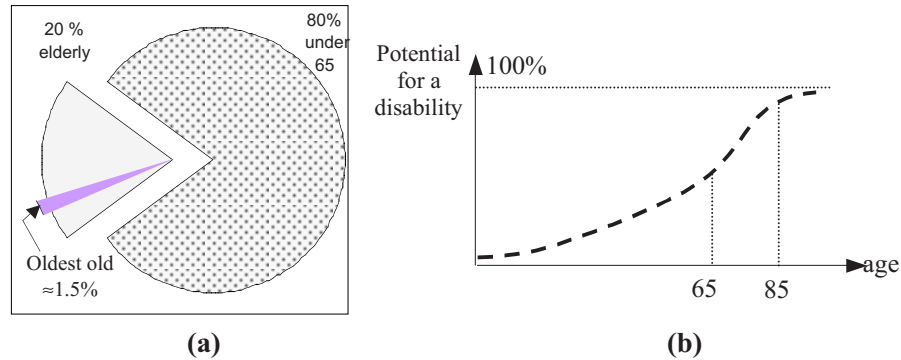 20 %
elderly
80%
under
65
Oldest old
≈1.5%
(a)
Potential
for a
disability
100%
65
85
age
(b)